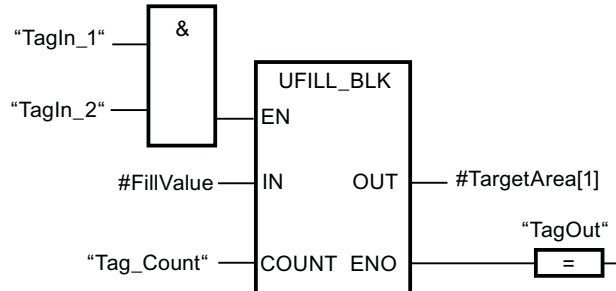 "TagIn_1“
&
"TagIn_2“
UFILL_BLK
EN
#FillValue
IN
OUT
#TargetArea[1]
"TagOut“
"Tag_Count“
COUNT
ENO
=